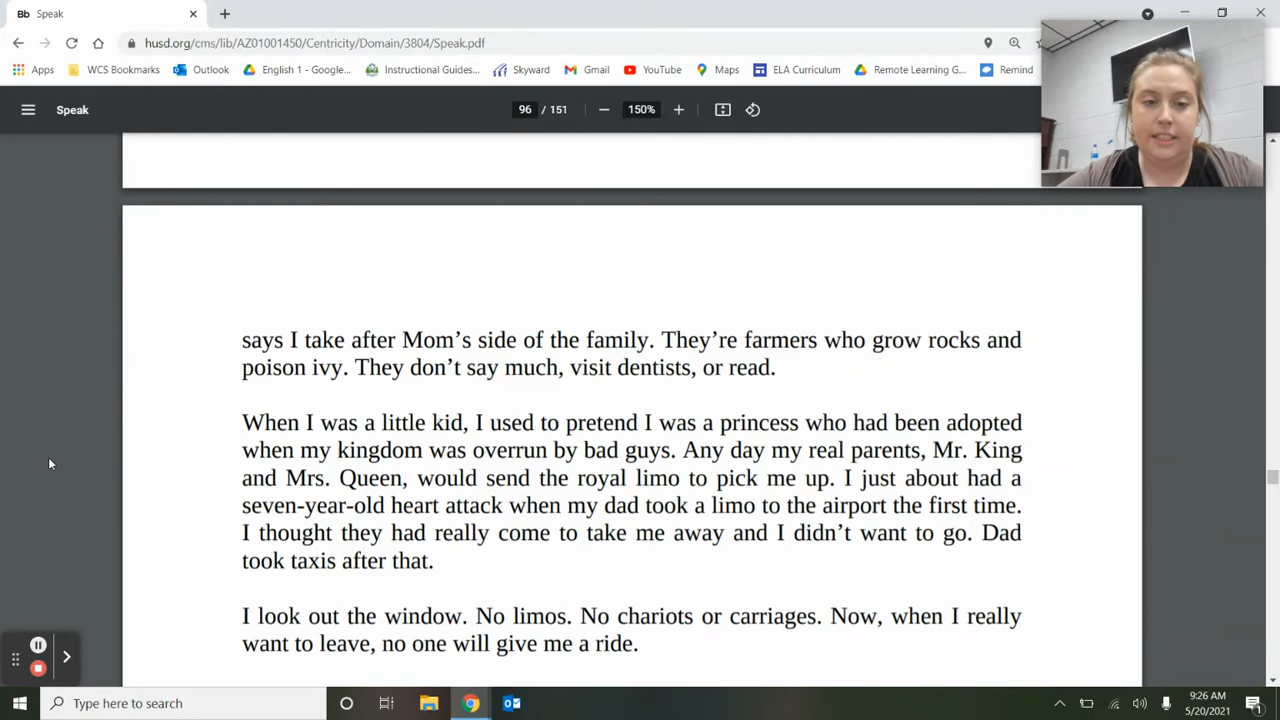 Bb Speak
husd.org/cms/lib/AZ01001450/Centricity/Domain/3804/Speak.pdf
Apps WCS Bookmarks Outlook English 1 - Google... Instructional Guides... Skyward Gmail YouTube Maps ELA Curriculum Remote Learning G... Remind
Speak 96 / 151 150%
says I take after Mom’s side of the family. They’re farmers who grow rocks and
poison ivy. They don’t say much, visit dentists, or read.
When I was a little kid, I used to pretend I was a princess who had been adopted
when my kingdom was overrun by bad guys. Any day my real parents, Mr. King
and Mrs. Queen, would send the royal limo to pick me up. I just about had a
seven-year-old heart attack when my dad took a limo to the airport the first time.
I thought they had really come to take me away and I didn’t want to go. Dad
took taxis after that.
I look out the window. No limos. No chariots or carriages. Now, when I really
want to leave, no one will give me a ride.
Type here to search
9:26 AM
5/20/2021
1